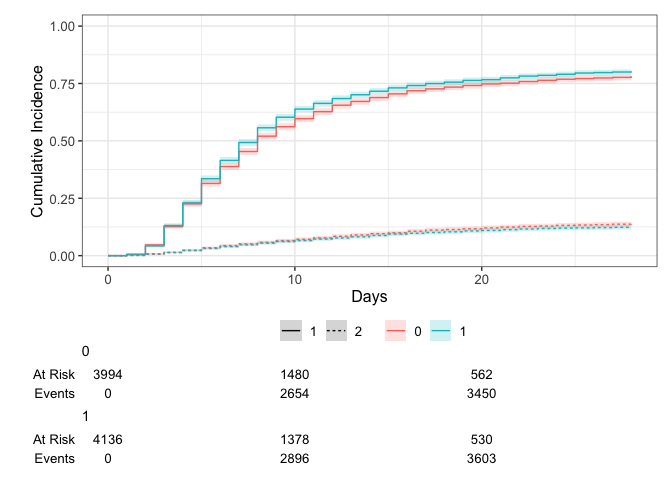 1.00
0.75
0.50
0.25
0.00
Cumulative Incidence
0 10 20
Days
1 2 0 1
0
At Risk 3994 1480 562
Events 0 2654 3450
1
At Risk 4136 1378 530
Events 0 2896 3603